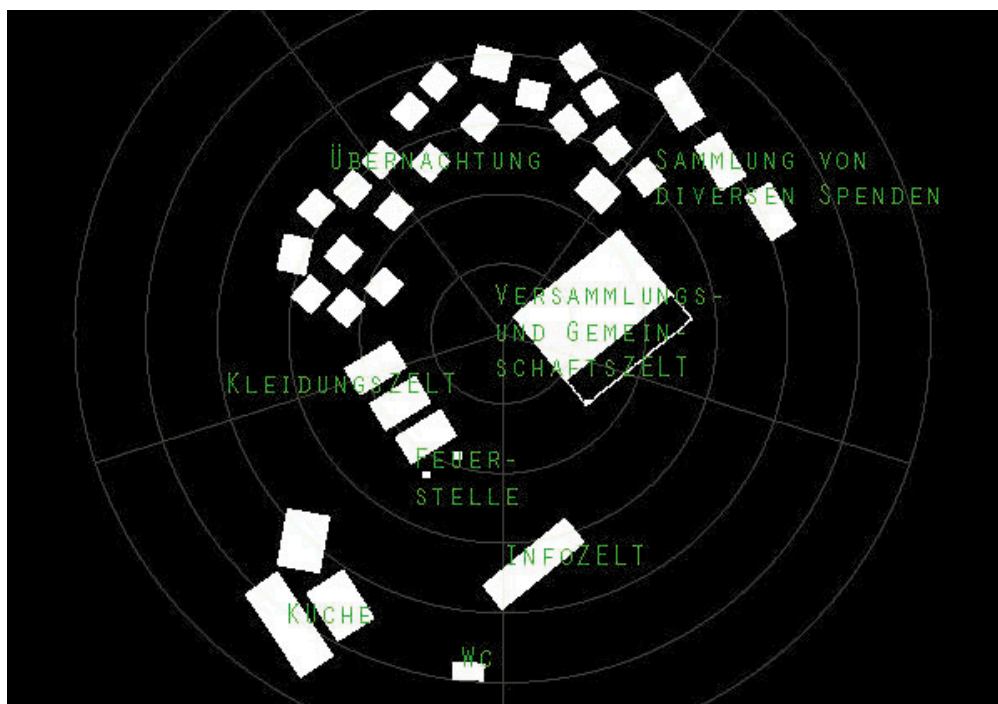 Übernachtung
Sammlung von
diversen Spenden
Versammlungs-
und Gemein-
schaftsZELT
KleidungsZELT
Feuer-
stelle
InfoZELT
Küche
Wc